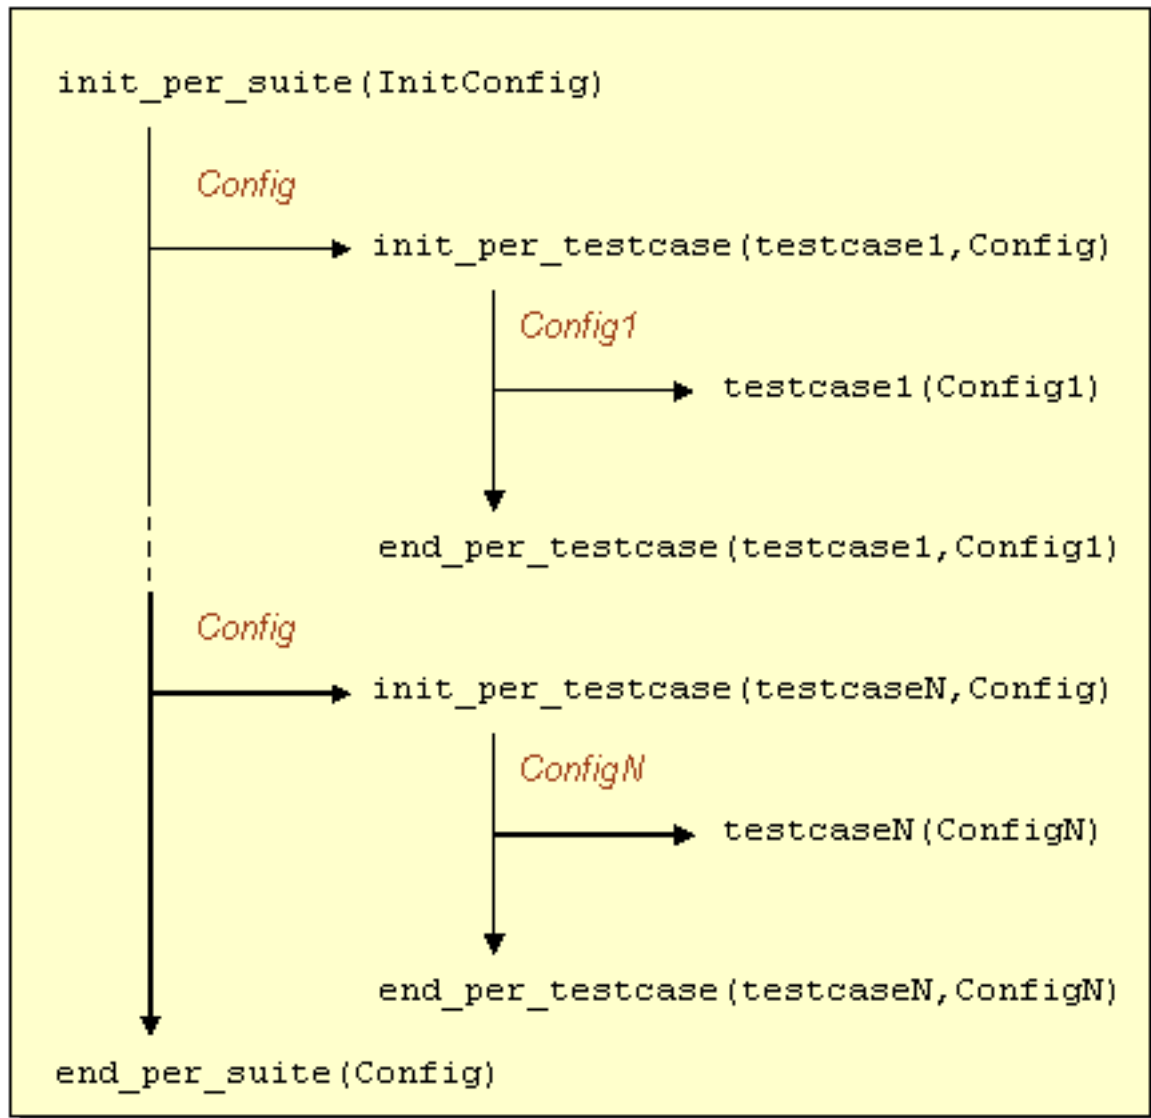 init_per_suite(InitConfig)
Config
init_per_testcase(testcase1,Config)
Config1
testcase1(Config1)
end_per_testcase(testcase1,Config1)
Config
init_per_testcase(testcaseN,Config)
ConfigN
testcaseN(ConfigN)
end_per_testcase(testcaseN,ConfigN)
end_per_suite(Config)